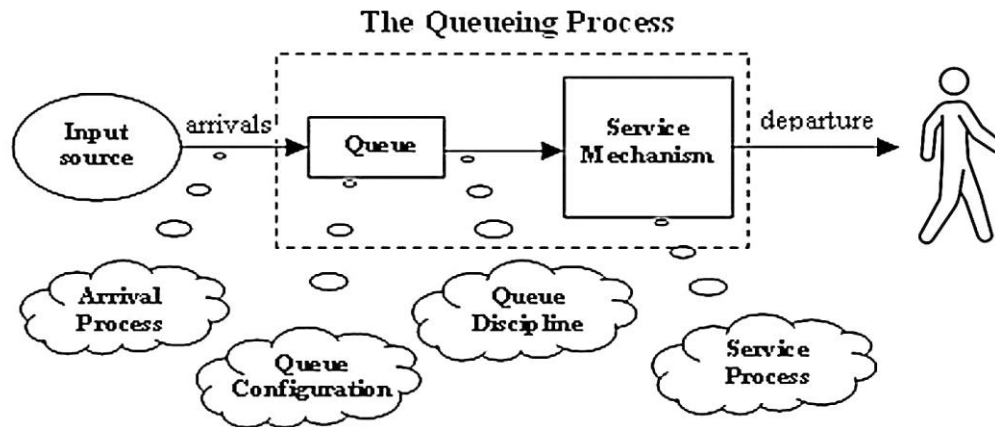 The Queueing Process
Input
source
arrivals
Queue
Service
Mechanism
departure
Arrival
Process
Queue
Configuration
Queue
Discipline
Service
Process